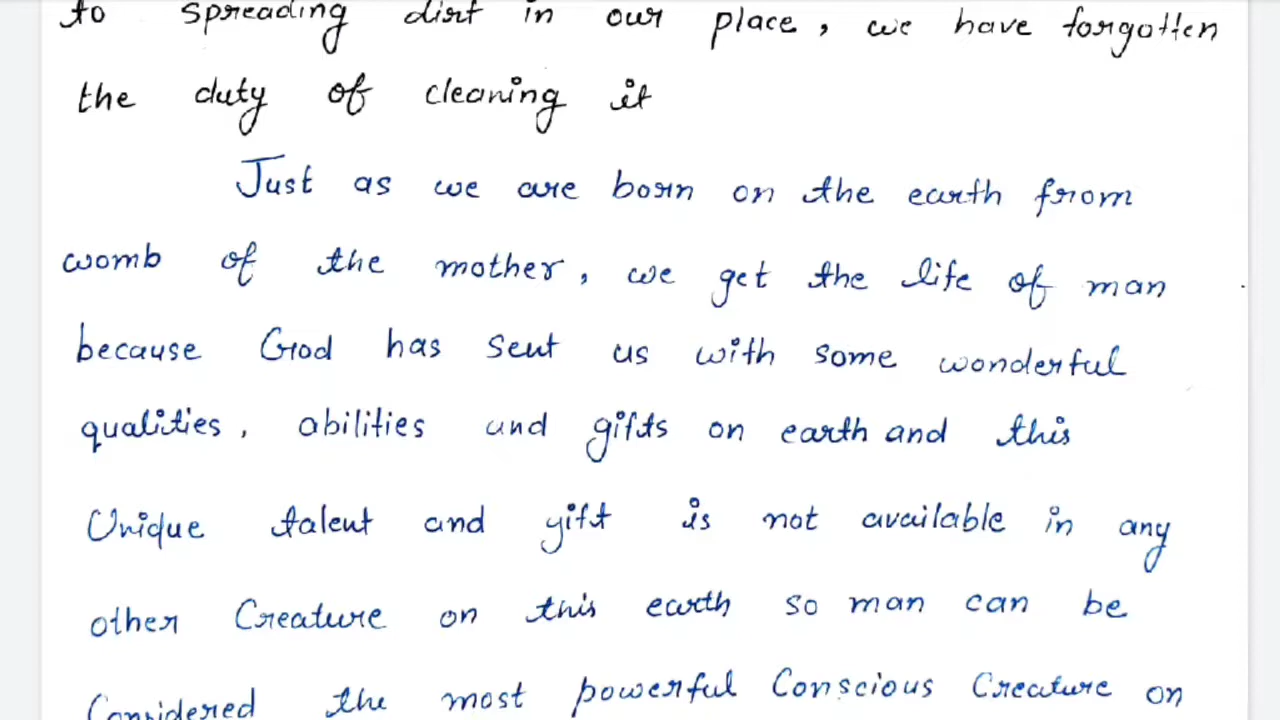 to spreading dirt in our place, we have forgotten
the duty of cleaning it
Just as we are born on the earth from
womb of the mother, we get the life of man
because God has sent us with some wonderful
qualities, abilities and gifts on earth and this
Unique talent and gift is not available in any
other Creature on this earth so man can be
Considered the most powerful Conscious Creature on